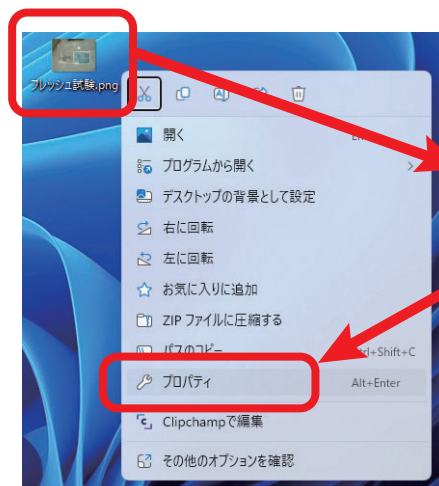 フレッシュ試験.png
開く
プログラムから開く
デスクトップの背景として設定
右に回転
左に回転
お気に入りに追加
ZIP ファイルに圧縮する
パスのコピー
Ctrl+Shift+C
プロパティ
Alt+Enter
Clipchampで編集
その他のオプションを確認